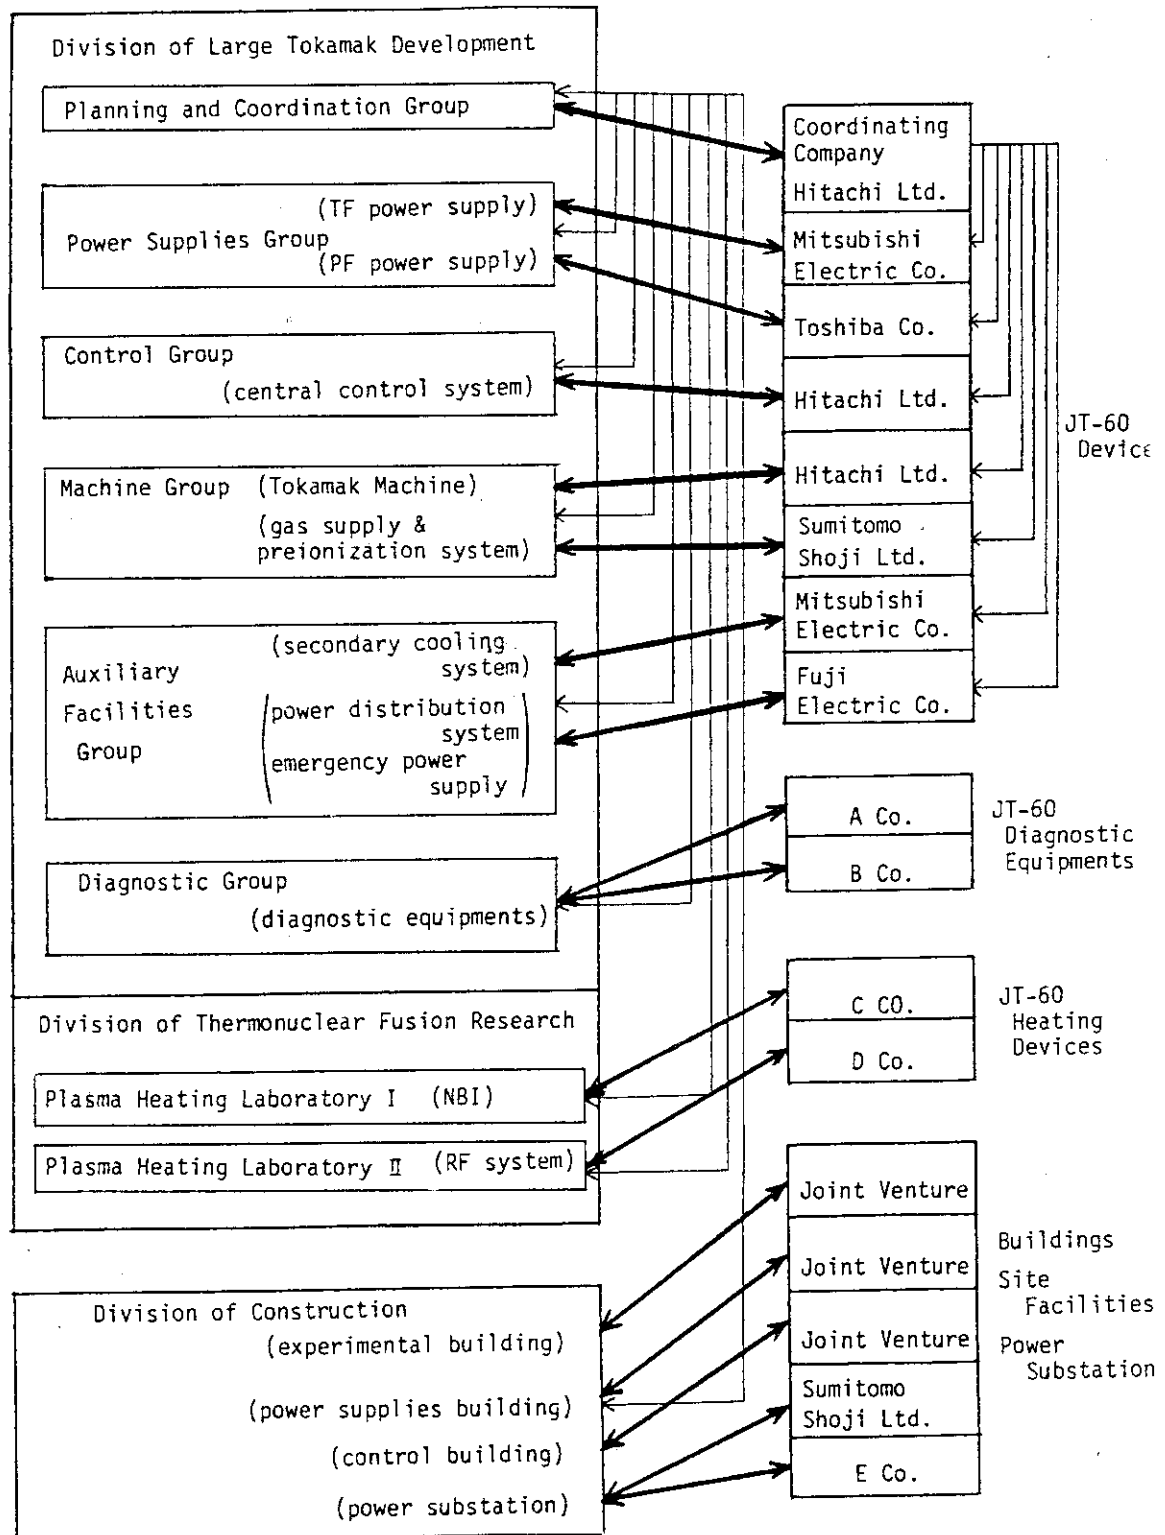 Division of Large Tokamak Development
Planning and Coordination Group
(TF power supply)
Power Supplies Group
(PF power supply)
Control Group
(central control system)
Machine Group (Tokamak Machine)
(gas supply &
preionization system)
(secondary cooling
system)
Auxiliary
Facilities
Group
(power distribution
system
emergency power
supply)
Diagnostic Group
(diagnostic equipments)
Division of Thermonuclear Fusion Research
Plasma Heating Laboratory I (NBI)
Plasma Heating Laboratory II (RF system)
Division of Construction
(experimental building)
(power supplies building)
(control building)
(power substation)
Coordinating
Company
Hitachi Ltd.
Mitsubishi
Electric Co.
Toshiba Co.
Hitachi Ltd.
Hitachi Ltd.
Sumitomo
Shoji Ltd.
Mitsubishi
Electric Co.
Fuji
Electric Co.
JT-60
Device
A Co.
B Co.
JT-60
Diagnostic
Equipments
C CO.
D Co.
JT-60
Heating
Devices
Joint Venture
Joint Venture
Joint Venture
Sumitomo
Shoji Ltd.
E Co.
Buildings
Site
Facilities
Power
Substation